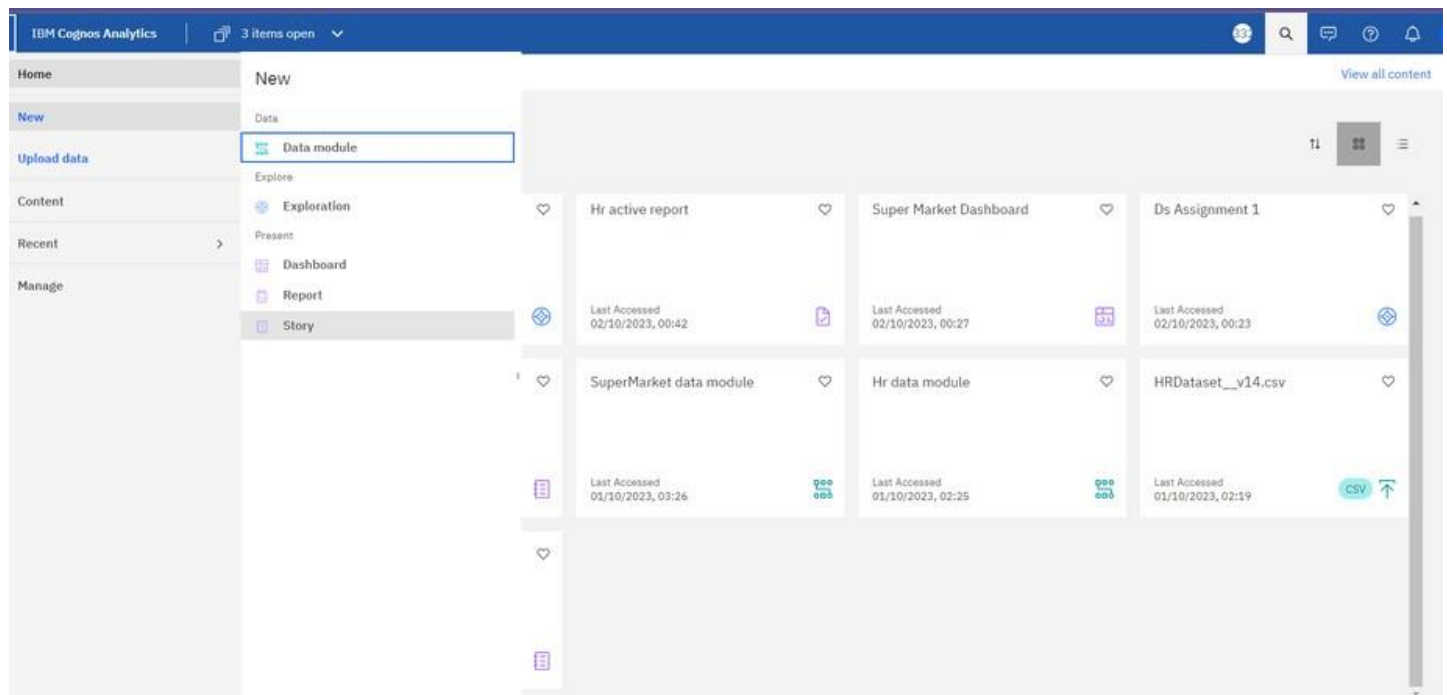 IBM Cognos Analytics
3 items open
Home
New
Upload data
Content
Recent
Manage
New
Data
Data module
Explore
Exploration
Present
Dashboard
Report
Story
View all content
Hr active report
Last Accessed
02/10/2023, 00:42
Super Market Dashboard
Last Accessed
02/10/2023, 00:27
Ds Assignment 1
Last Accessed
02/10/2023, 00:23
SuperMarket data module
Last Accessed
01/10/2023, 03:26
Hr data module
Last Accessed
01/10/2023, 02:25
HRDataset__v14.csv
Last Accessed
01/10/2023, 02:19
CSV